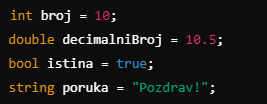 int broj = 10;
double decimalniBroj = 10.5;
bool istina = true;
string poruka = "Pozdrav!";